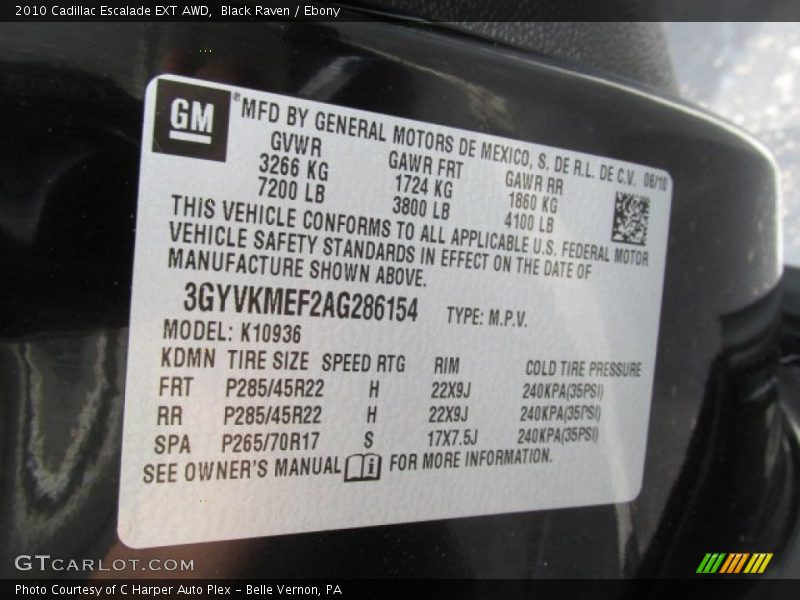 2010 Cadillac Escalade EXT AWD, Black Raven / Ebony
GM
® MFD BY GENERAL MOTORS DE MEXICO, S. DE R.L. DE C.V. 06/10
GVWR GAWR FRT GAWR RR
3266 KG 1724 KG 1860 KG
7200 LB 3800 LB 4100 LB
THIS VEHICLE CONFORMS TO ALL APPLICABLE U.S. FEDERAL MOTOR
VEHICLE SAFETY STANDARDS IN EFFECT ON THE DATE OF
MANUFACTURE SHOWN ABOVE.
3GYVKMEF2AG286154 TYPE: M.P.V.
MODEL: K10936
KDMN TIRE SIZE SPEED RTG RIM COLD TIRE PRESSURE
FRT P285/45R22 H 22X9J 240KPA(35PSI)
RR P285/45R22 H 22X9J 240KPA(35PSI)
SPA P265/70R17 S 17X7.5J 240KPA(35PSI)
SEE OWNER'S MANUAL i FOR MORE INFORMATION.
GTCARLOT.COM
Photo Courtesy of C Harper Auto Plex - Belle Vernon, PA